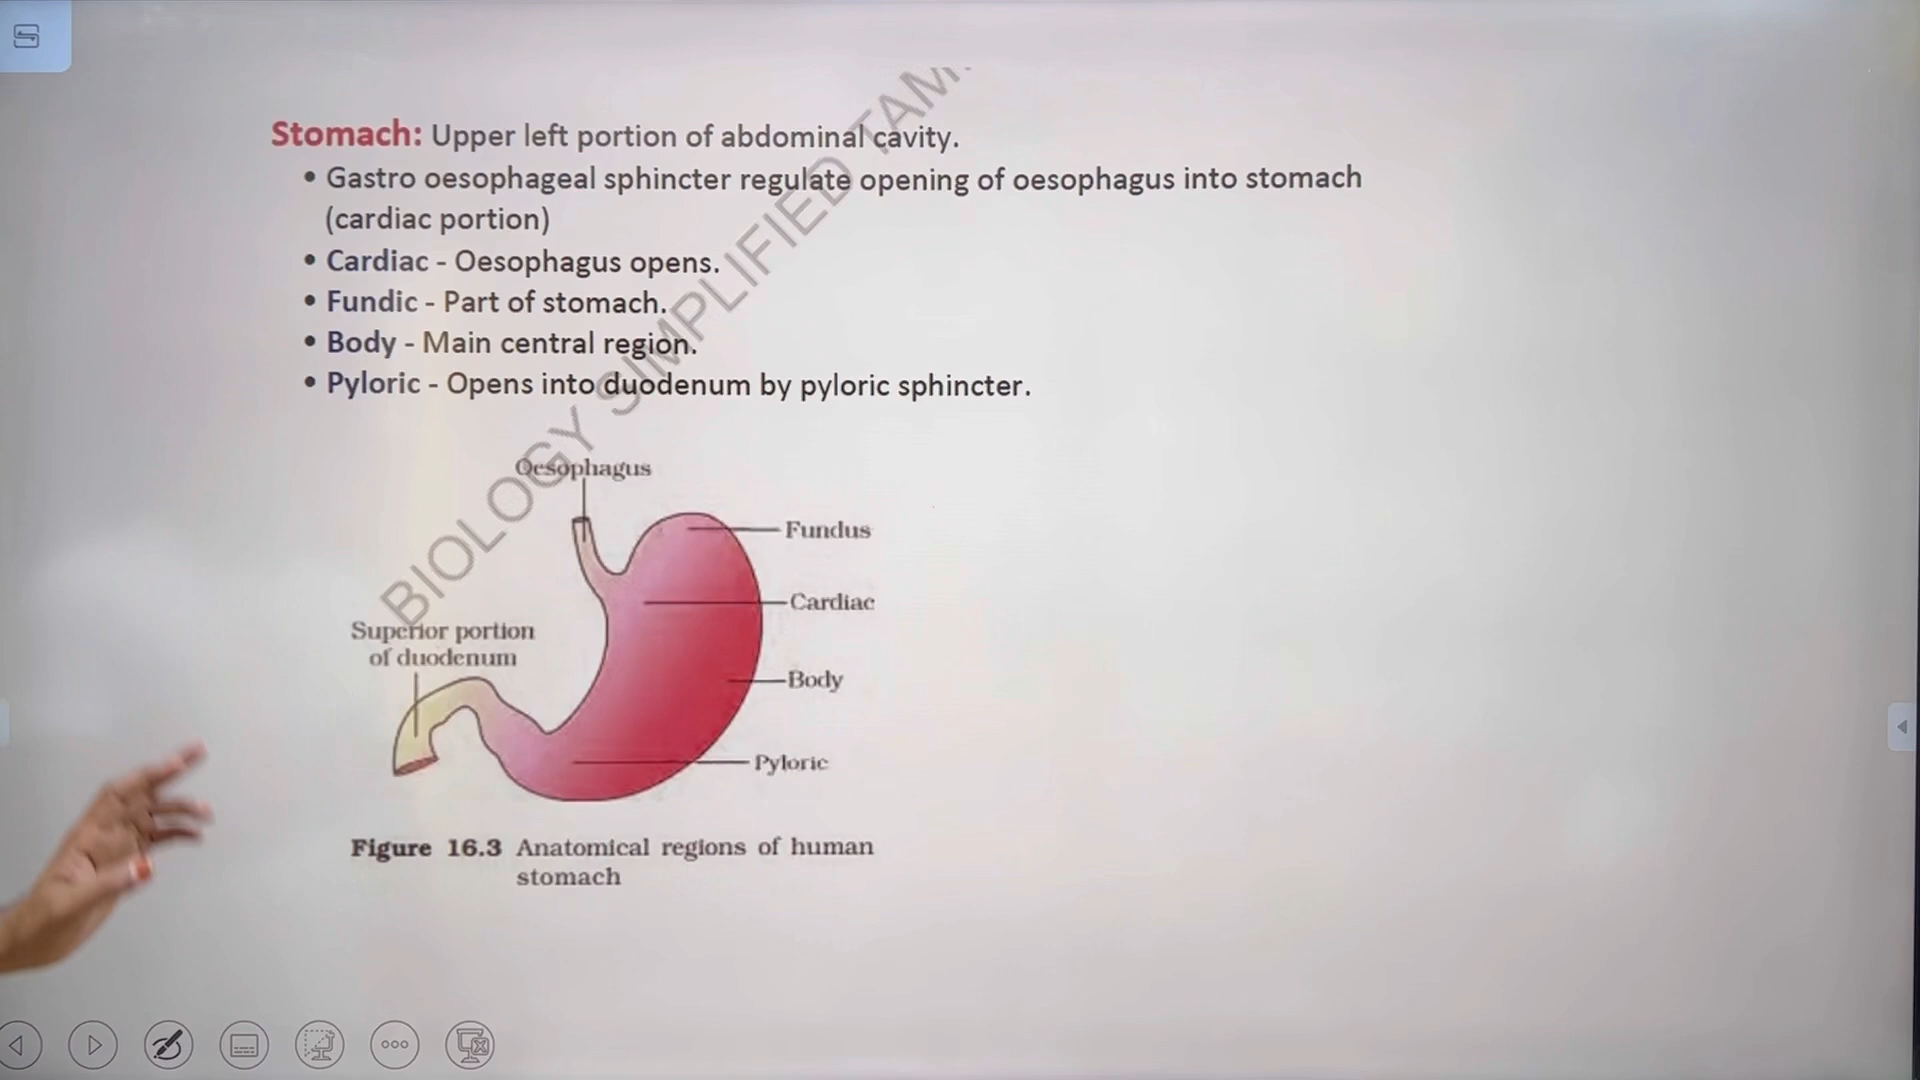 Stomach: Upper left portion of abdominal cavity.
• Gastro oesophageal sphincter regulate opening of oesophagus into stomach
(cardiac portion)
• Cardiac - Oesophagus opens.
• Fundic - Part of stomach.
• Body - Main central region.
• Pyloric - Opens into duodenum by pyloric sphincter.
BIOLOGY SIMPLIFIED
Oesophagus
Fundus
Cardiac
Superior portion
of duodenum
Body
Pyloric
Figure 16.3 Anatomical regions of human
stomach